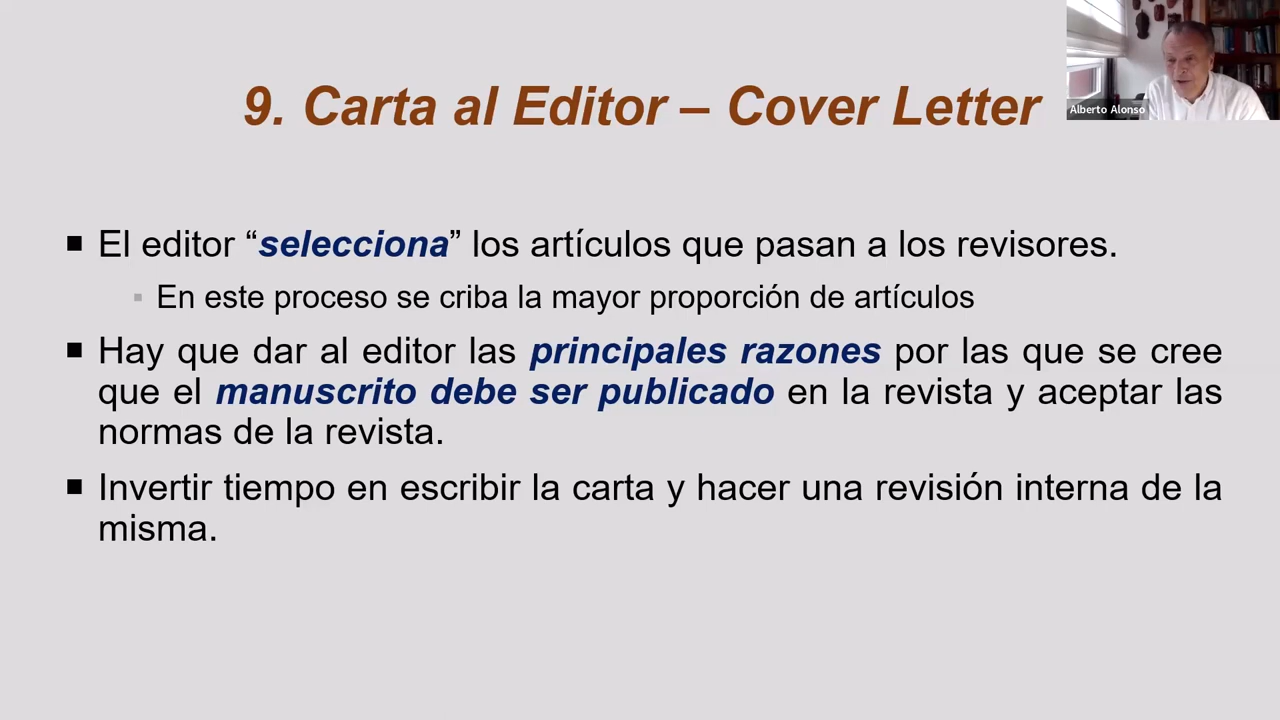 9. Carta al Editor – Cover Letter
Alberto Alonso
■ El editor “selecciona” los artículos que pasan a los revisores.
▪ En este proceso se criba la mayor proporción de artículos
■ Hay que dar al editor las principales razones por las que se cree
que el manuscrito debe ser publicado en la revista y aceptar las
normas de la revista.
■ Invertir tiempo en escribir la carta y hacer una revisión interna de la
misma.